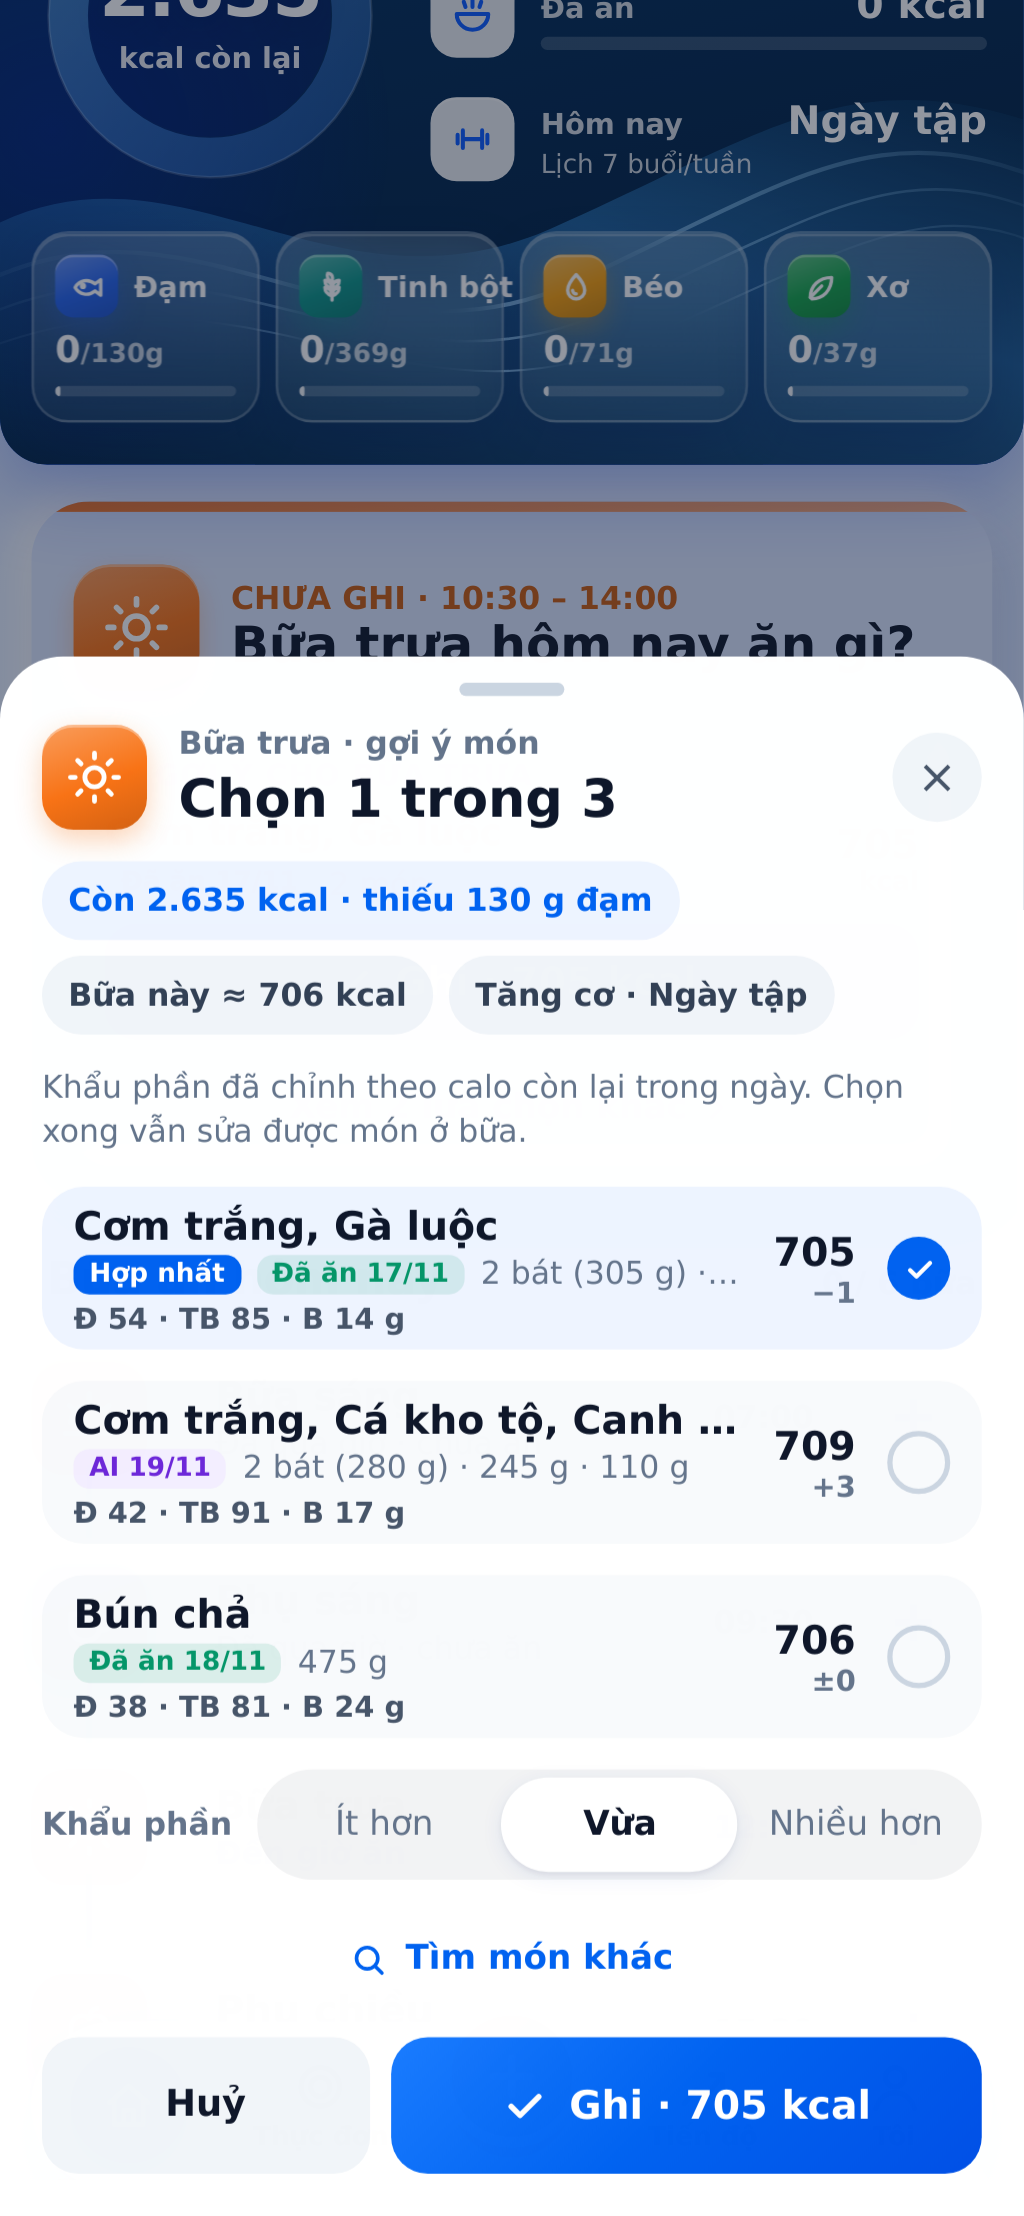 2.635
kcal còn lại
Đã ăn
0 kcal
Hôm nay
Lịch 7 buổi/tuần
Ngày tập
Đạm
0/130g
Tinh bột
0/369g
Béo
0/71g
Xơ
0/37g
CHƯA GHI · 10:30 – 14:00
Bữa trưa hôm nay ăn gì?
Bữa trưa · gợi ý món
Chọn 1 trong 3
Còn 2.635 kcal · thiếu 130 g đạm
Bữa này ≈ 706 kcal
Tăng cơ · Ngày tập
Khẩu phần đã chỉnh theo calo còn lại trong ngày. Chọn
xong vẫn sửa được món ở bữa.
Cơm trắng, Gà luộc
Hợp nhất Đã ăn 17/11 2 bát (305 g) ·…
Đ 54 · TB 85 · B 14 g
705
−1
Cơm trắng, Cá kho tộ, Canh …
AI 19/11 2 bát (280 g) · 245 g · 110 g
Đ 42 · TB 91 · B 17 g
709
+3
Bún chả
Đã ăn 18/11 475 g
Đ 38 · TB 81 · B 24 g
706
±0
Khẩu phần
Ít hơn
Vừa
Nhiều hơn
Tìm món khác
Huỷ
Ghi · 705 kcal